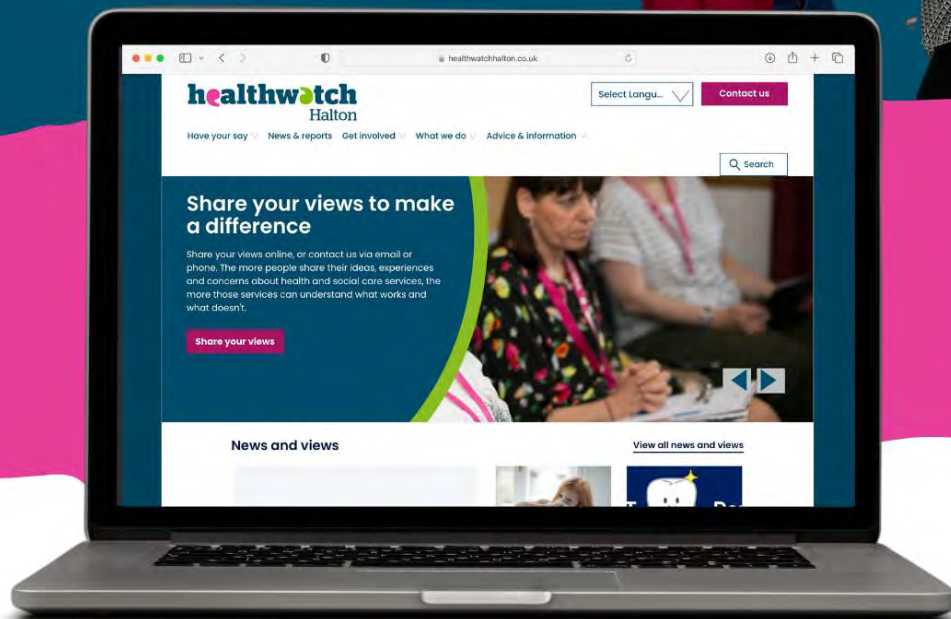 healthwatchhalton.co.uk
healthwatch
Halton
Select Langu...
Contact us
Have your say
News & reports
Get involved
What we do
Advice & information
Search
Share your views to make
a difference
Share your views online, or contact us via email or
phone. The more people share their ideas, experiences
and concerns about health and social care services, the
more those services can understand what works and
what doesn't.
Share your views
News and views
View all news and views